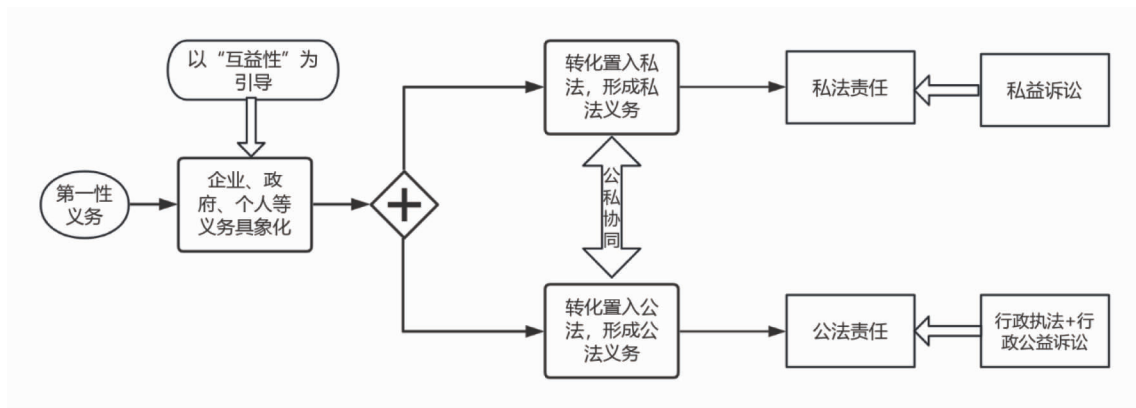 以“互益性”为
引导
第一性
义务
企业、政
府、个人等
义务具象化
转化置入私
法，形成私
法义务
私法责任
私益诉讼
公
私
协
同
转化置入公
法，形成公
法义务
公法责任
行政执法+行
政公益诉讼